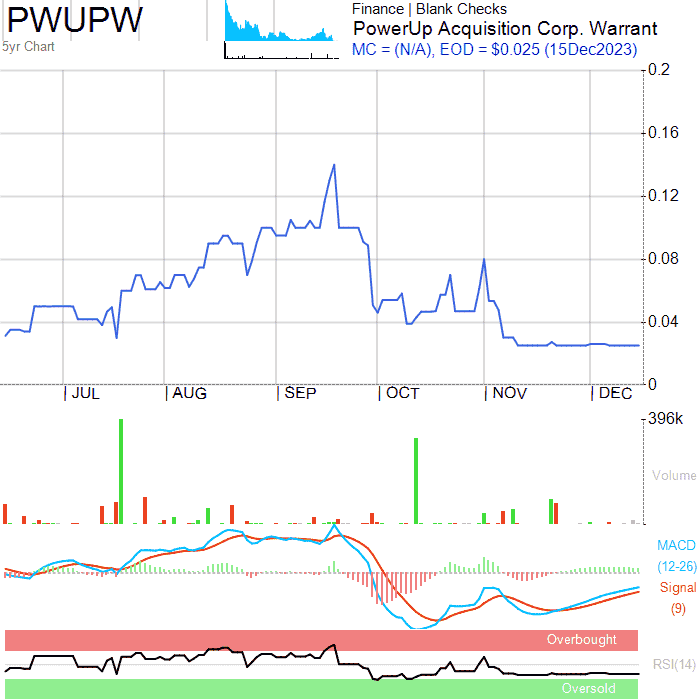 PWUPW
5yr Chart
Finance | Blank Checks
PowerUp Acquisition Corp. Warrant
MC = (N/A), EOD = $0.025 (15Dec2023)
0.2
0.16
0.12
0.08
0.04
0
JUL AUG SEP OCT NOV DEC
396k
Volume
MACD
(12-26)
Signal
(9)
Overbought
RSI(14)
Oversold